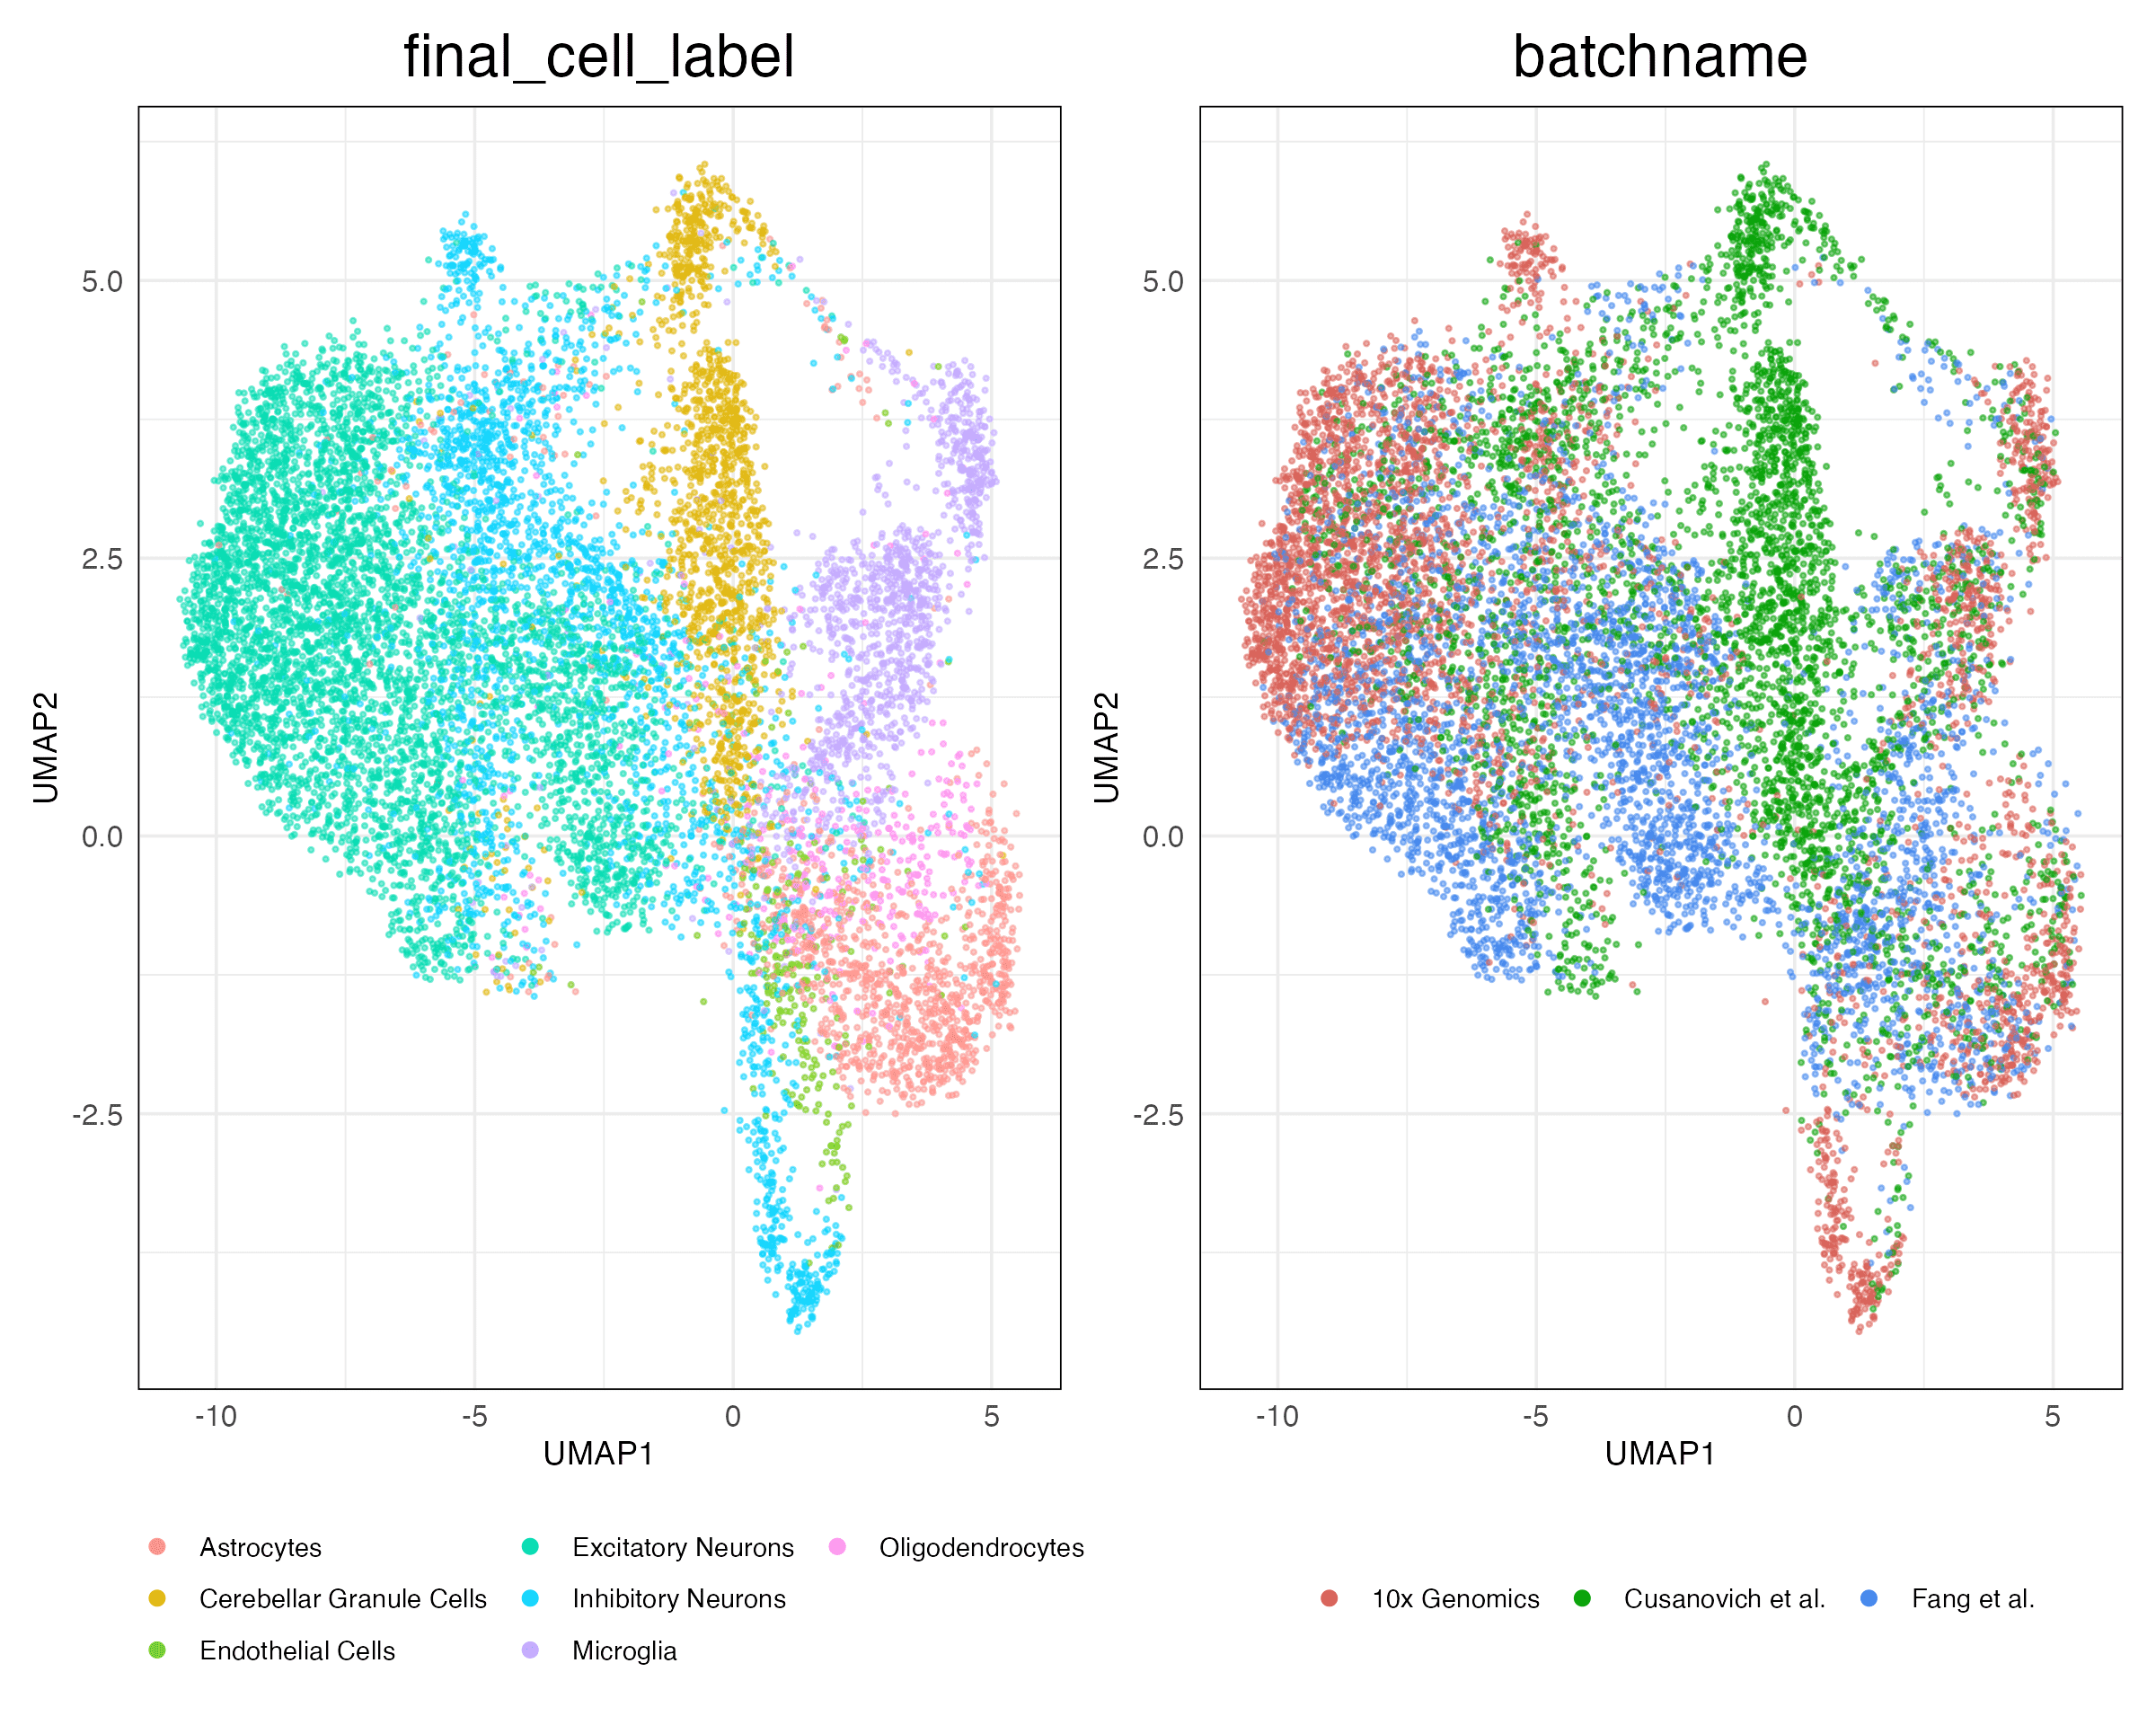 final_cell_label
batchname
UMAP2
5.0
2.5
0.0
-2.5
-10
-5
0
5
UMAP1
UMAP2
5.0
2.5
0.0
-2.5
-10
-5
0
5
UMAP1
Astrocytes
Cerebellar Granule Cells
Endothelial Cells
Excitatory Neurons
Inhibitory Neurons
Microglia
Oligodendrocytes
10x Genomics
Cusanovich et al.
Fang et al.